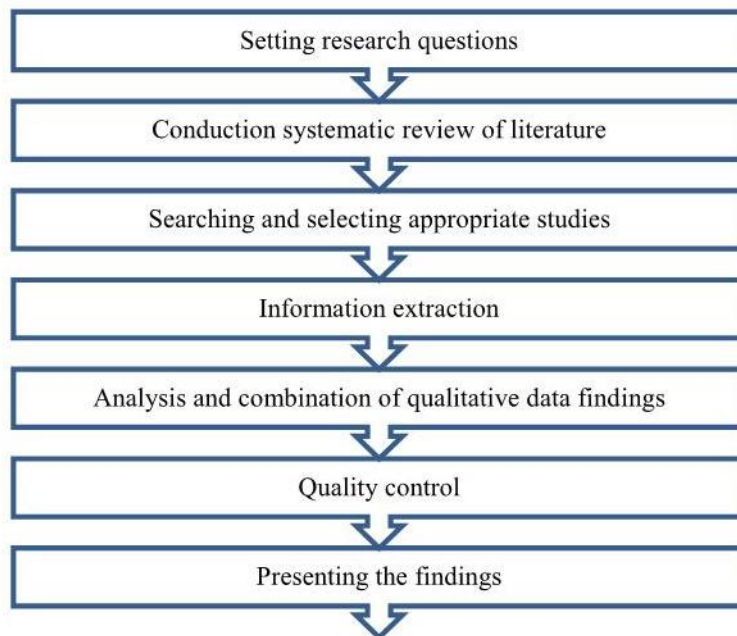 Setting research questions
Conduction systematic review of literature
Searching and selecting appropriate studies
Information extraction
Analysis and combination of qualitative data findings
Quality control
Presenting the findings